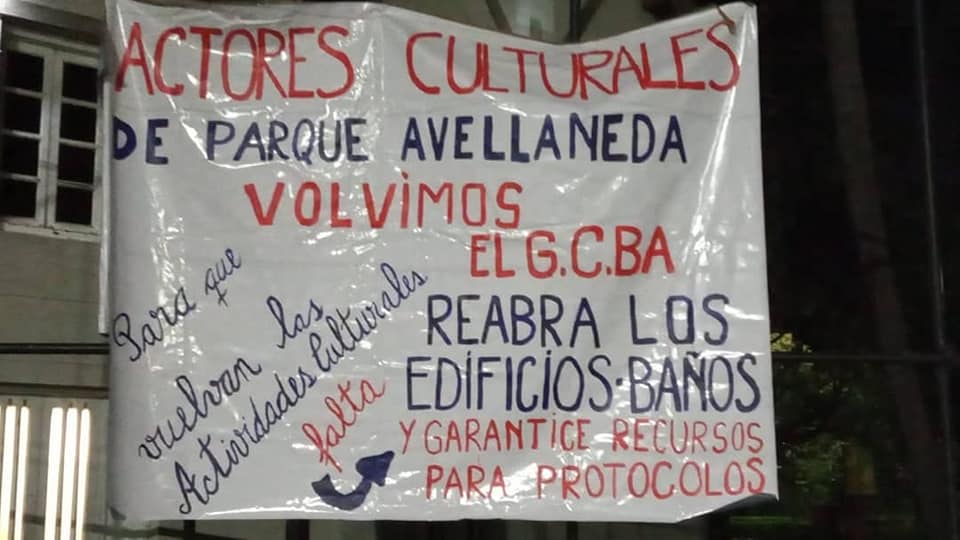 ACTORES CULTURALES
DE PARQUE AVELLANEDA
VOLVIMOS
Para que
vuelvan las
Actividades Culturales
falta
EL G.C.BA
REABRA LOS
EDIFICIOS·BAÑOS
Y GARANTICE RECURSOS
PARA PROTOCOLOS